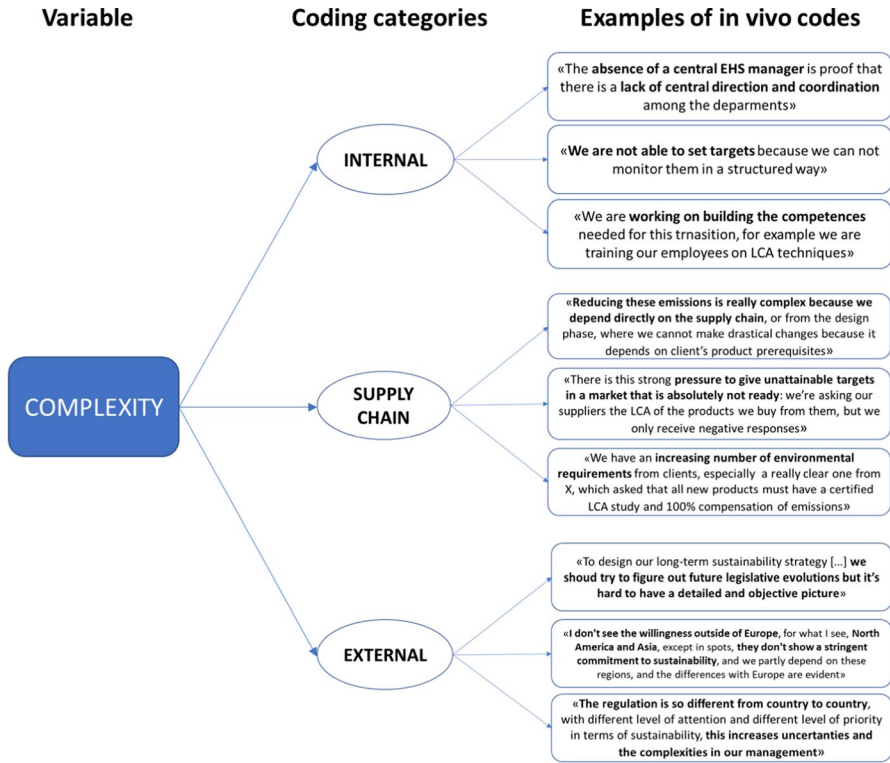 Variable
Coding categories
Examples of in vivo codes
COMPLEXITY
INTERNAL
«The absence of a central EHS manager is proof that
there is a lack of central direction and coordination
among the deparments»
«We are not able to set targets because we can not
monitor them in a structured way»
«We are working on building the competences
needed for this trnasition, for example we are
training our employees on LCA techniques»
SUPPLY
CHAIN
«Reducing these emissions is really complex because we
depend directly on the supply chain, or from the design
phase, where we cannot make drastical changes because it
depends on client's product prerequisites»
«There is this strong pressure to give unattainable targets
in a market that is absolutely not ready: we're asking our
suppliers the LCA of the products we buy from them, but we
only receive negative responses»
«We have an increasing number of environmental
requirements from clients, especially a really clear one from
X, which asked that all new products must have a certified
LCA study and 100% compensation of emissions»
EXTERNAL
«To design our long-term sustainability strategy […] we
shoud try to figure out future legislative evolutions but it's
hard to have a detailed and objective picture»
«I don't see the willingness outside of Europe, for what I see, North
America and Asia, except in spots, they don't show a stringent
commitment to sustainability, and we partly depend on these
regions, and the differences with Europe are evident»
«The regulation is so different from country to country,
with different level of attention and different level of priority
in terms of sustainability, this increases uncertanties and
the complexities in our management»